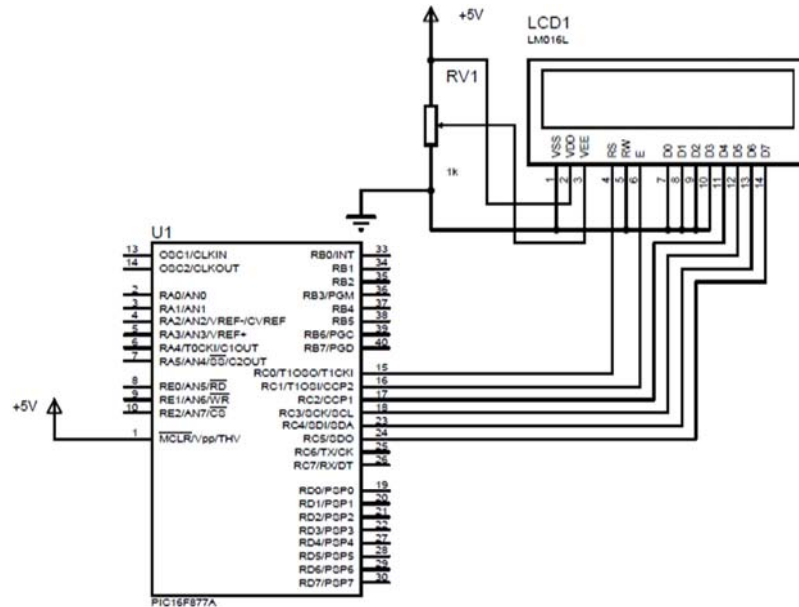 +5V
LCD1
LM016L
RV1
1k
VSS
VDD
VEE
RS
RW
E
D0
D1
D2
D3
D4
D5
D6
D7
1
2
3
4
5
6
7
8
9
10
11
12
13
14
U1
13 OSC1/CLKIN RB0/INT 33
14 OSC2/CLKOUT RB1 34
RB2 35
2 RA0/AN0 RB3/PGM 36
3 RA1/AN1 RB4 37
4 RA2/AN2/VREF-/CVREF RB5 38
5 RA3/AN3/VREF+ RB6/PGC 39
6 RA4/T0CKI/C1OUT RB7/PGD 40
7 RA5/AN4/SS/C2OUT
RC0/T1OSO/T1CKI 15
8 RE0/AN5/RD RC1/T1OSI/CCP2 16
9 RE1/AN6/WR RC2/CCP1 17
10 RE2/AN7/CS RC3/SCK/SCL 18
RC4/SDI/SDA 23
+5V
1 MCLR/Vpp/THV RC5/SDO 24
RC6/TX/CK 25
RC7/RX/DT 26
RD0/PSP0 19
RD1/PSP1 20
RD2/PSP2 21
RD3/PSP3 22
RD4/PSP4 27
RD5/PSP5 28
RD6/PSP6 29
RD7/PSP7 30
PIC16F877A